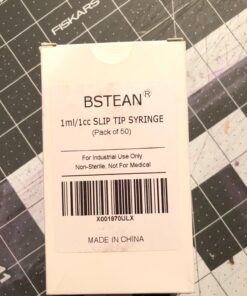 FISKARS
BSTEAN®
1ml/1cc SLIP TIP SYRINGE
(Pack of 50)
For Industrial Use Only
Non-Sterile, Not For Medical
X001970ULX
MADE IN CHINA